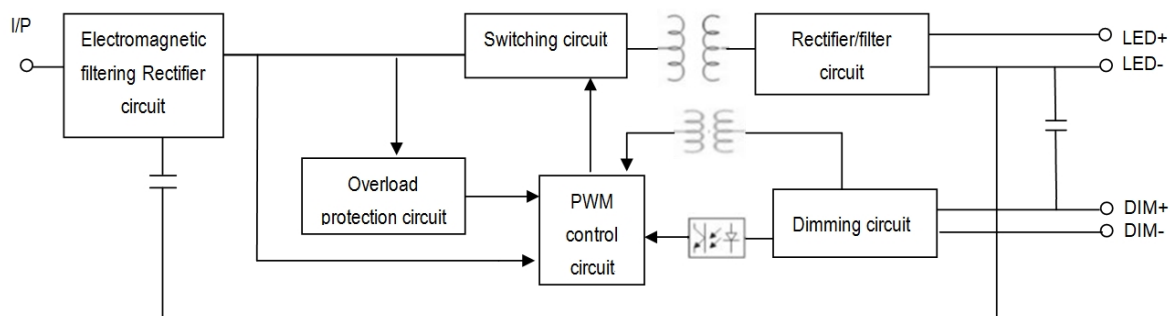 I/P
Electromagnetic
filtering Rectifier
circuit
Switching circuit
Rectifier/filter
circuit
LED+
LED-
Overload
protection circuit
PWM
control
circuit
Dimming circuit
DIM+
DIM-